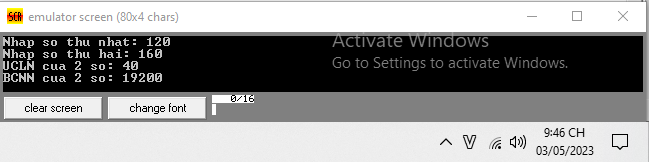 SCR emulator screen (80x4 chars)
Nhap so thu nhat: 120
Nhap so thu hai: 160
UCLN cua 2 so: 40
BCNN cua 2 so: 19200
Activate Windows
Go to Settings to activate Windows.
clear screen
change font
0/16
V
9:46 CH
03/05/2023